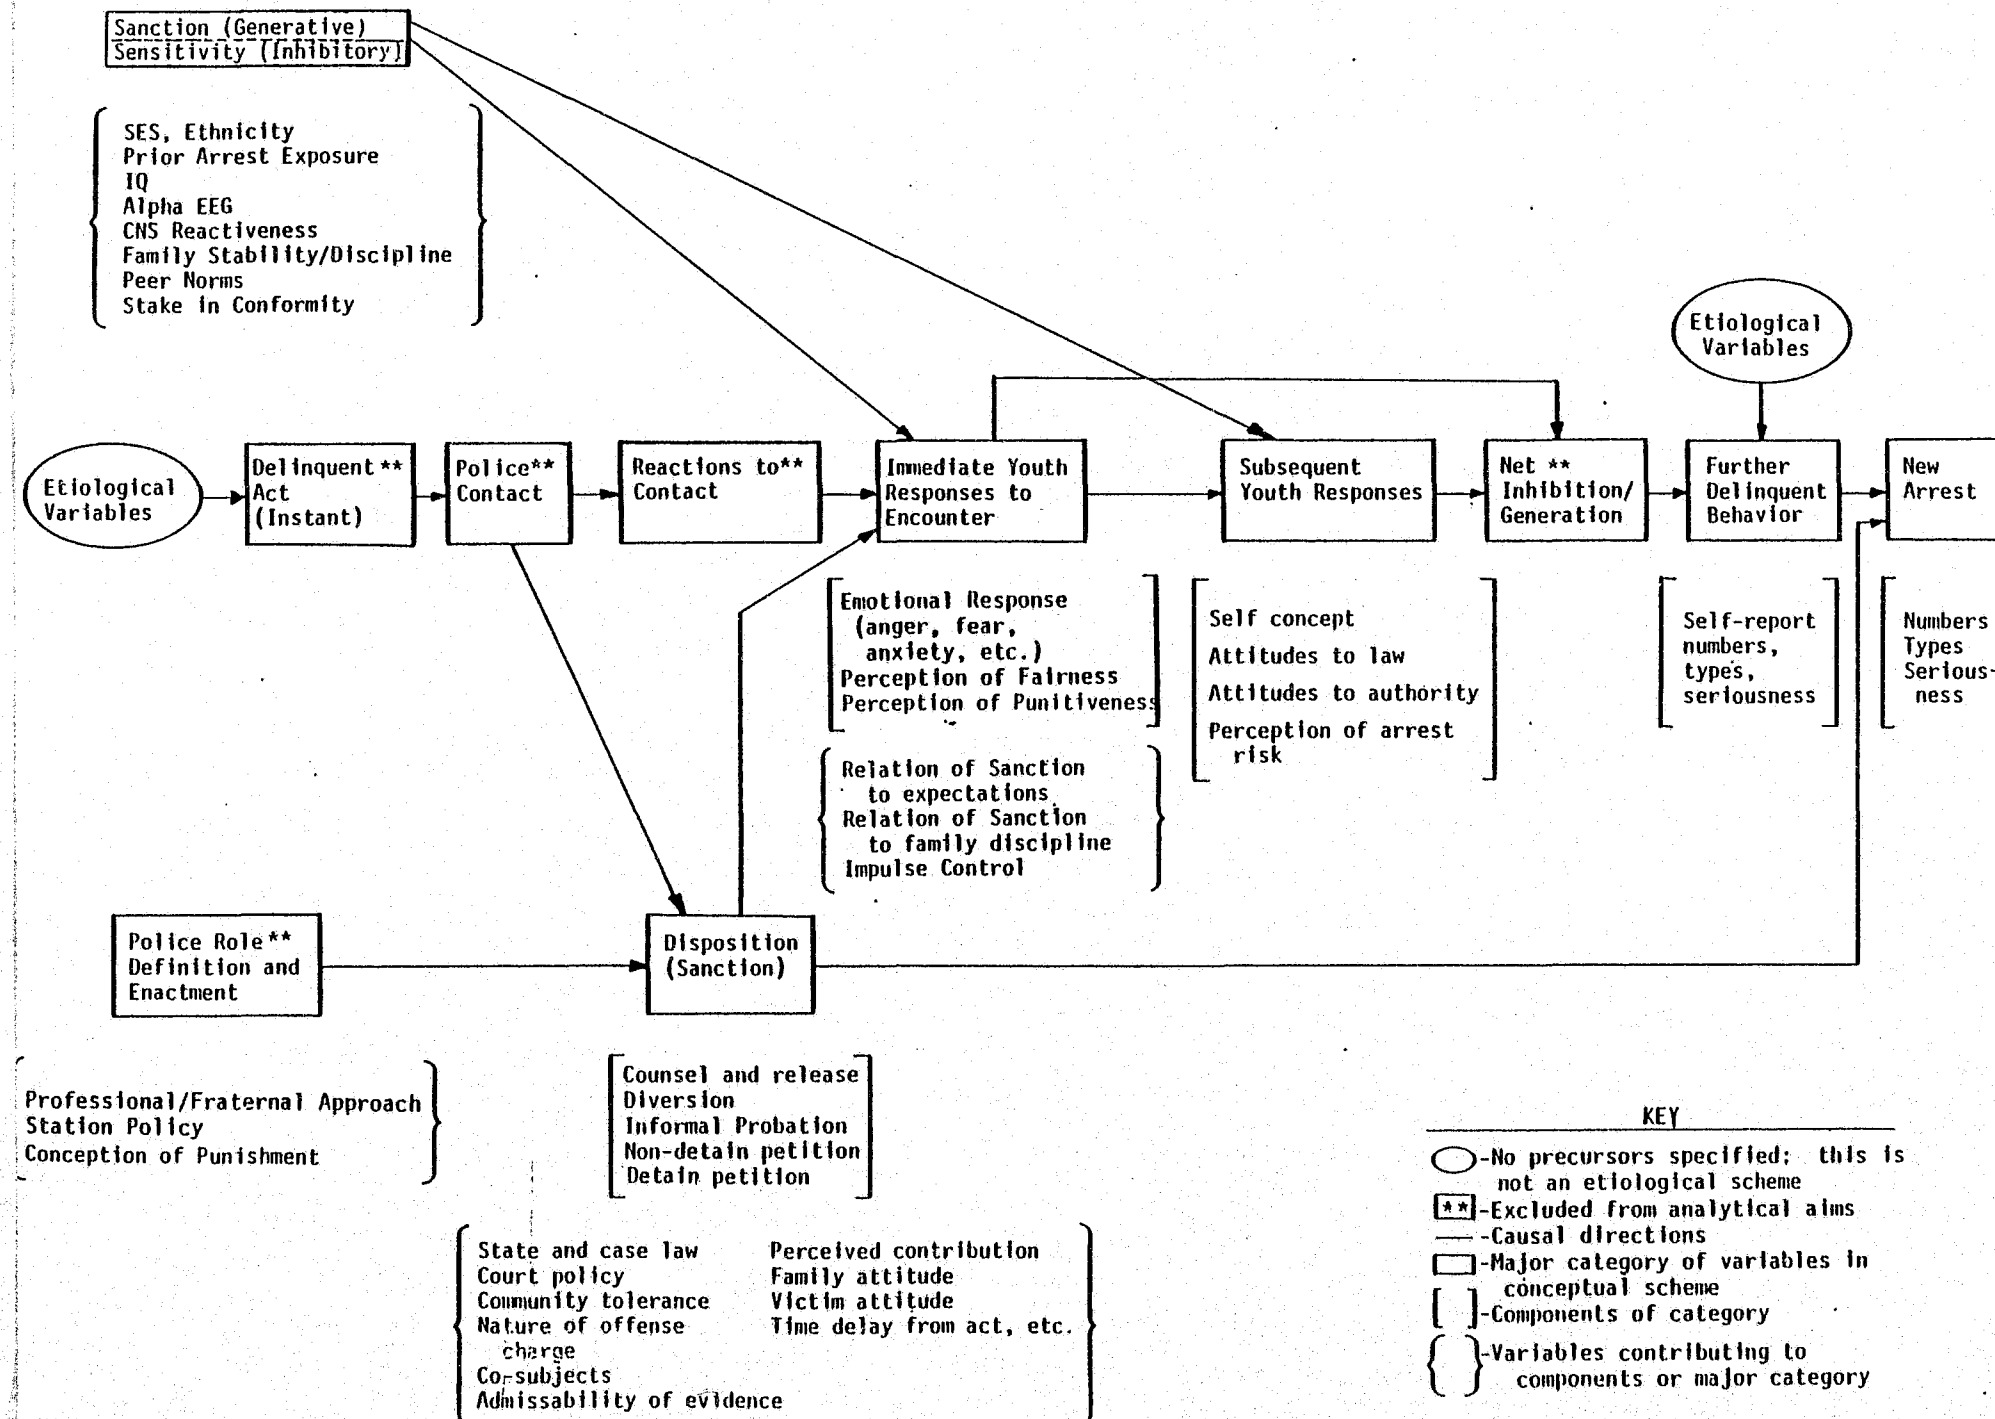 Sanction (Generative)
Sensitivity (Inhibitory)
SES, Ethnicity
Prior Arrest Exposure
IQ
Alpha EEG
CNS Reactiveness
Family Stability/Discipline
Peer Norms
Stake in Conformity
Etiological
Variables
Etiological
Variables
Delinquent **
Act
(Instant)
Police**
Contact
Reactions to**
Contact
Immediate Youth
Responses to
Encounter
Subsequent
Youth Responses
Net **
Inhibition/
Generation
Further
Delinquent
Behavior
New
Arrest
Emotional Response
(anger, fear,
anxiety, etc.)
Perception of Fairness
Perception of Punitiveness
Relation of Sanction
to expectations
Relation of Sanction
to family discipline
Impulse Control
Self concept
Attitudes to law
Attitudes to authority
Perception of arrest
risk
Self-report
numbers,
types,
seriousness
Numbers
Types
Serious-
ness
Police Role **
Definition and
Enactment
Disposition
(Sanction)
Professional/Fraternal Approach
Station Policy
Conception of Punishment
Counsel and release
Diversion
Informal Probation
Non-detain petition
Detain petition
State and case law
Court policy
Community tolerance
Nature of offense
charge
Co-subjects
Admissability of evidence
Perceived contribution
Family attitude
Victim attitude
Time delay from act, etc.
KEY
-No precursors specified; this is
not an etiological scheme
** -Excluded from analytical aims
-Causal directions
-Major category of variables in
conceptual scheme
[ ]-Components of category
{ }-Variables contributing to
components or major category